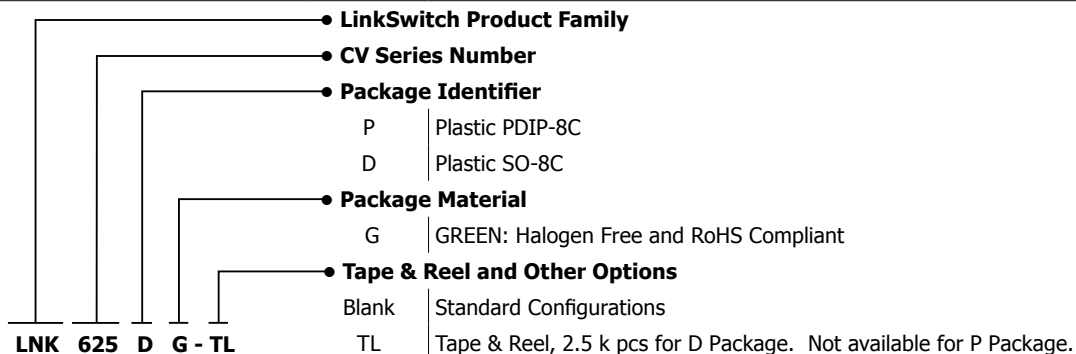 LinkSwitch Product Family
CV Series Number
Package Identifier
P Plastic PDIP-8C
D Plastic SO-8C
Package Material
G GREEN: Halogen Free and RoHS Compliant
Tape & Reel and Other Options
Blank Standard Configurations
LNK 625 D G - TL TL Tape & Reel, 2.5 k pcs for D Package. Not available for P Package.